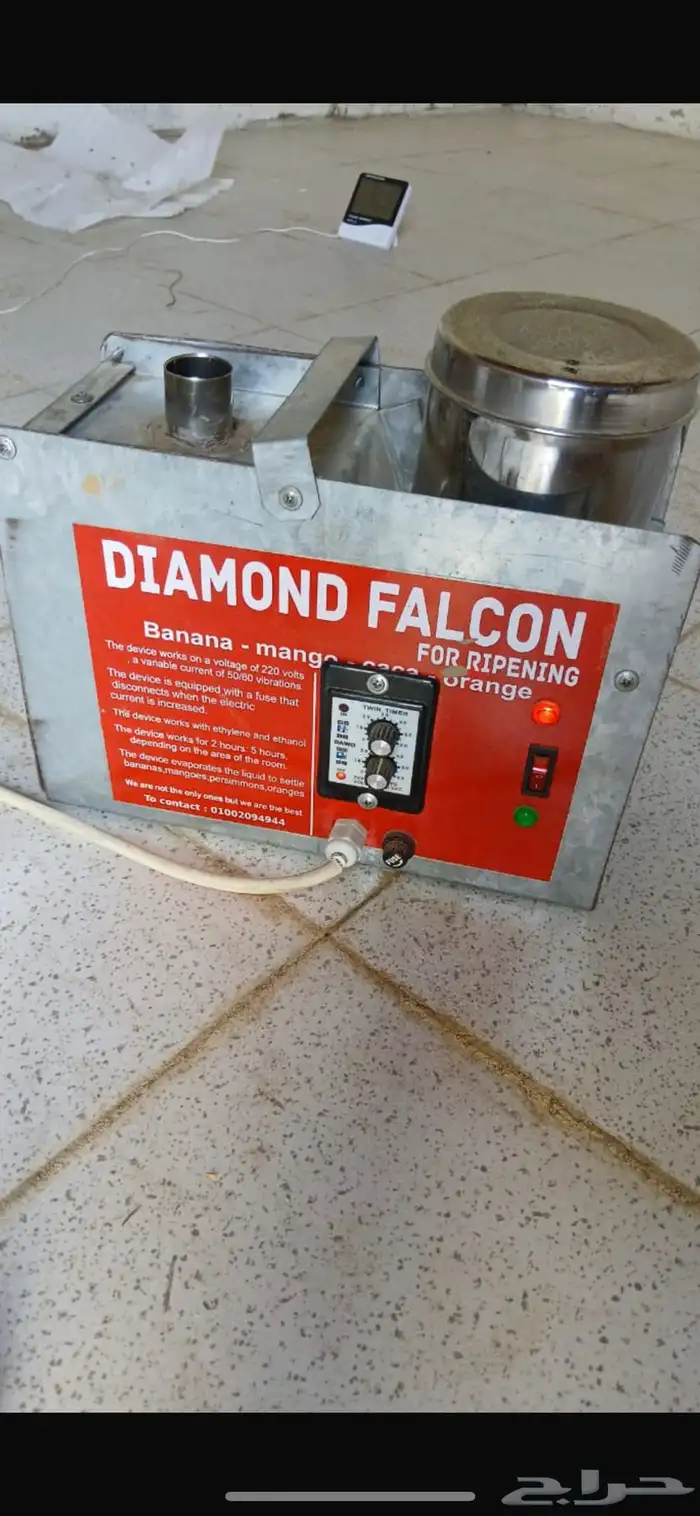 DIAMOND FALCON
FOR RIPENING
Banana - mango - orange
The device works on a voltage of 220 volts
, a variable current of 50/60 vibrations
The device is equipped with a fuse that
disconnects when the electric
current is increased.
The device works with ethylene and ethanol
The device works for 2 hours: 5 hours,
depending on the area of the room.
The device evaporates the liquid to settle
bananas,mangoes,persimmons,oranges
We are not the only ones but we are the best
To contact : 01002094944
TWIN TIMER
FUSE
حراج